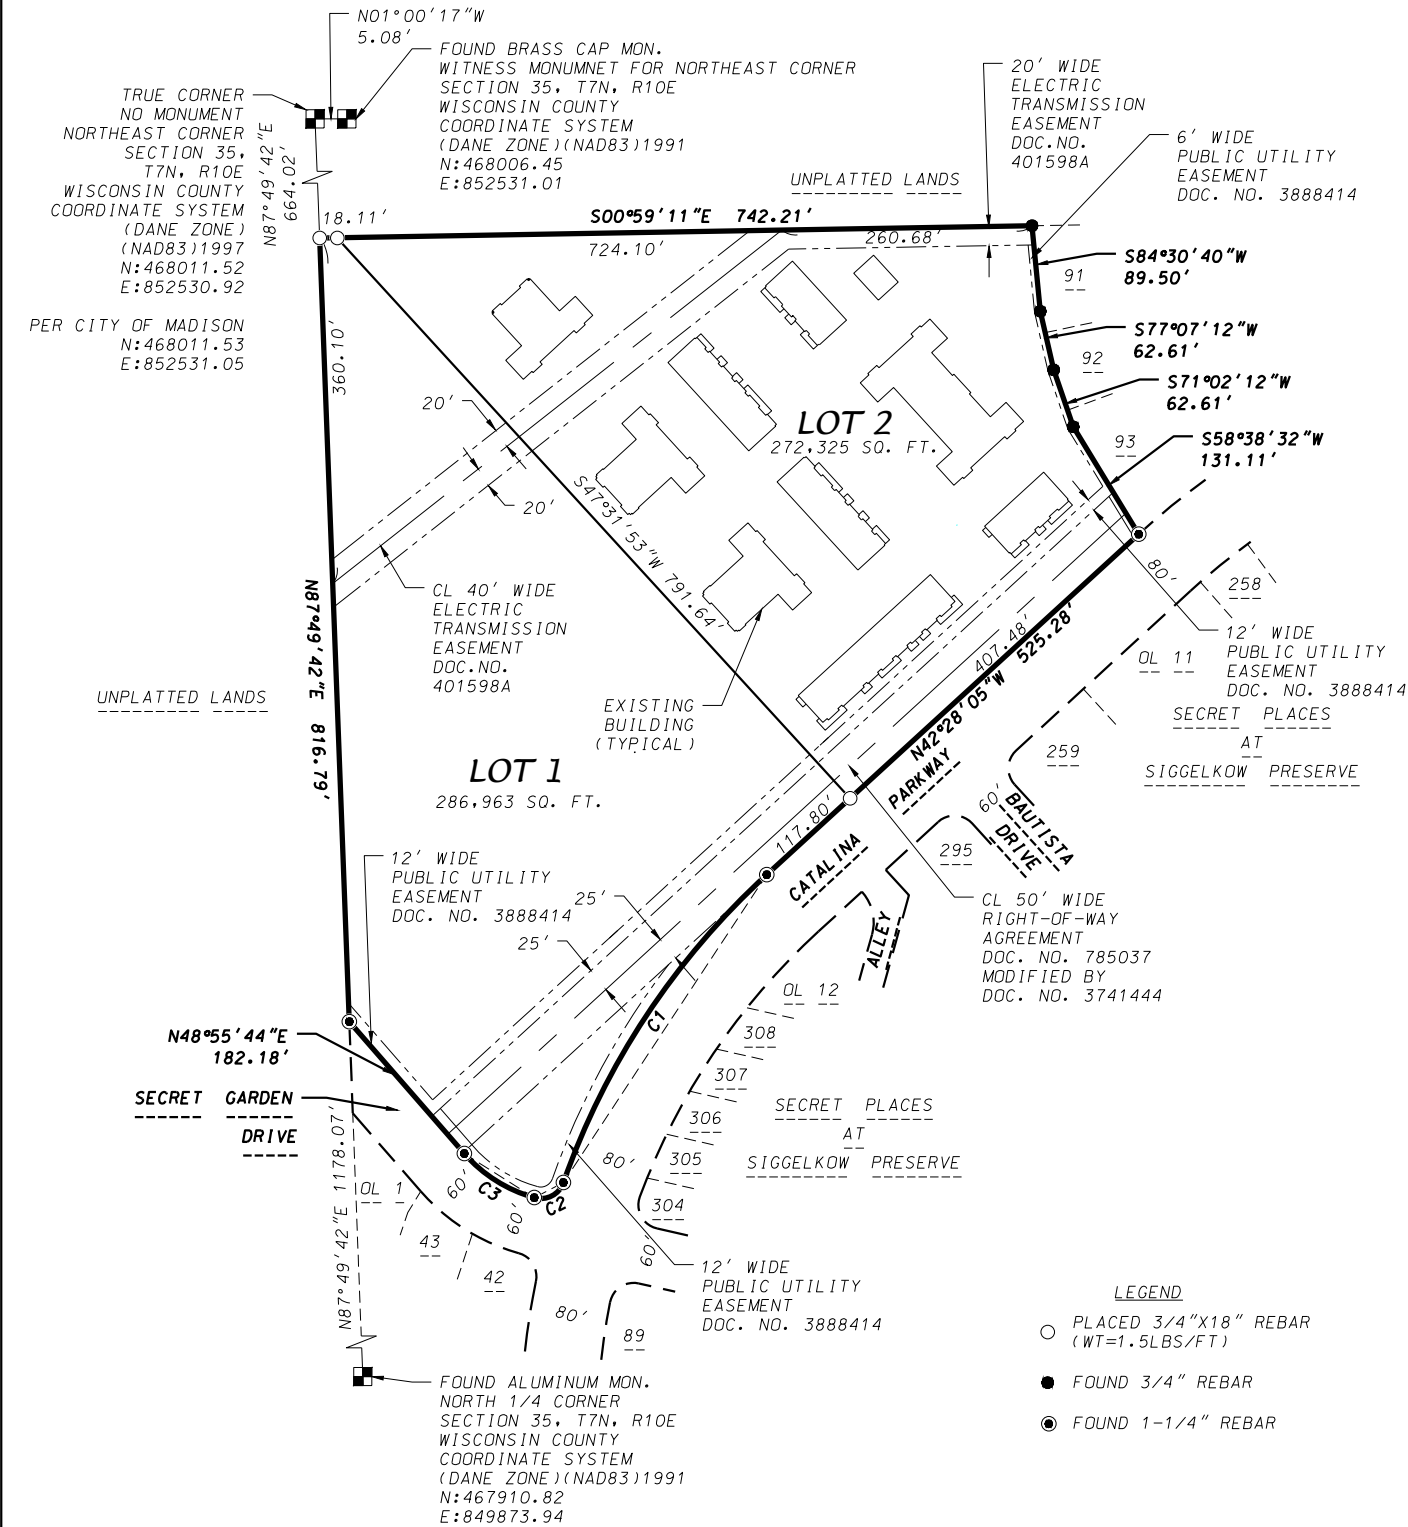 N01°00'17"W
5.08'
FOUND BRASS CAP MON.
WITNESS MONUMNET FOR NORTHEAST CORNER
SECTION 35, T7N, R10E
WISCONSIN COUNTY
COORDINATE SYSTEM
(DANE ZONE)(NAD83)1991
N:468006.45
E:852531.01
TRUE CORNER
NO MONUMENT
NORTHEAST CORNER
SECTION 35,
T7N, R10E
WISCONSIN COUNTY
COORDINATE SYSTEM
(DANE ZONE)
(NAD83)1997
N:468011.52
E:852530.92
PER CITY OF MADISON
N:468011.53
E:852531.05
N87°49'42"E
664.02'
20' WIDE
ELECTRIC
TRANSMISSION
EASEMENT
DOC.NO.
401598A
6' WIDE
PUBLIC UTILITY
EASEMENT
DOC. NO. 3888414
UNPLATTED LANDS
18.11'
S00°59'11"E 742.21'
724.10'
260.68'
S84°30'40"W
89.50'
91
S77°07'12"W
62.61'
92
S71°02'12"W
62.61'
93
S58°38'32"W
131.11'
360.10'
20'
20'
LOT 2
272,325 SQ. FT.
S47°31'53"W 791.64'
CL 40' WIDE
ELECTRIC
TRANSMISSION
EASEMENT
DOC.NO.
401598A
N87°49'42"E 816.79'
UNPLATTED LANDS
EXISTING
BUILDING
(TYPICAL)
407.48'
N42°28'05"W 525.28'
80'
258
OL 11
12' WIDE
PUBLIC UTILITY
EASEMENT
DOC. NO. 3888414
SECRET PLACES
AT
SIGGELKOW PRESERVE
259
LOT 1
286,963 SQ. FT.
117.80'
CATALINA
PARKWAY
60'
BAUTISTA
DRIVE
295
ALLEY
CL 50' WIDE
RIGHT-OF-WAY
AGREEMENT
DOC. NO. 785037
MODIFIED BY
DOC. NO. 3741444
12' WIDE
PUBLIC UTILITY
EASEMENT
DOC. NO. 3888414
25'
25'
C1
OL 12
308
307
306
305
304
SECRET PLACES
AT
SIGGELKOW PRESERVE
N48°55'44"E
182.18'
SECRET GARDEN
DRIVE
N87°49'42"E 1178.07'
OL 1
60'
C3
60'
C2
80'
60'
43
42
80'
89
12' WIDE
PUBLIC UTILITY
EASEMENT
DOC. NO. 3888414
FOUND ALUMINUM MON.
NORTH 1/4 CORNER
SECTION 35, T7N, R10E
WISCONSIN COUNTY
COORDINATE SYSTEM
(DANE ZONE)(NAD83)1991
N:467910.82
E:849873.94
LEGEND
PLACED 3/4"X18" REBAR
(WT=1.5LBS/FT)
FOUND 3/4" REBAR
FOUND 1-1/4" REBAR